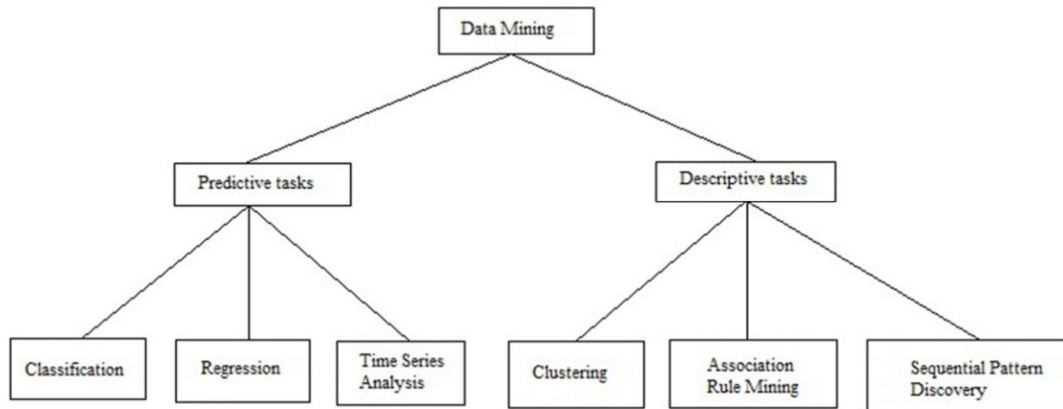 Data Mining
Predictive tasks
Descriptive tasks
Classification
Regression
Time Series
Analysis
Clustering
Association
Rule Mining
Sequential Pattern
Discovery